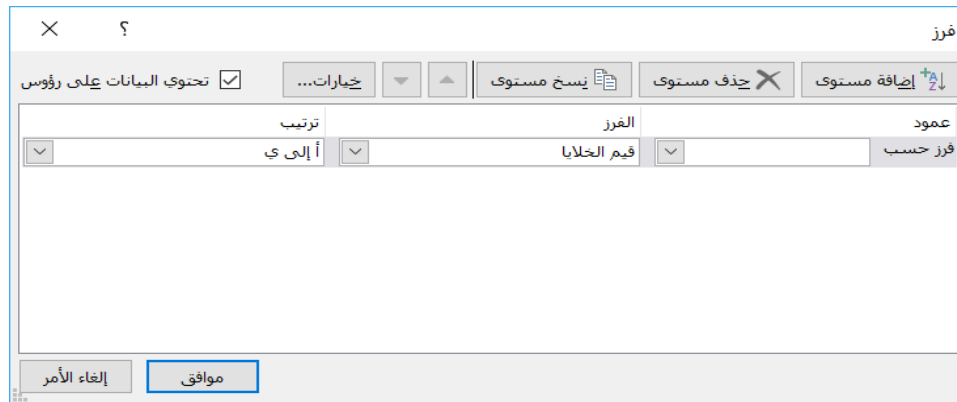 فرز ؟
إضافة مستوى حذف مستوى نسخ مستوى خيارات... تحتوي البيانات على رؤوس
عمود الفرز ترتيب
فرز حسب قيم الخلايا أ إلى ي
موافق إلغاء الأمر